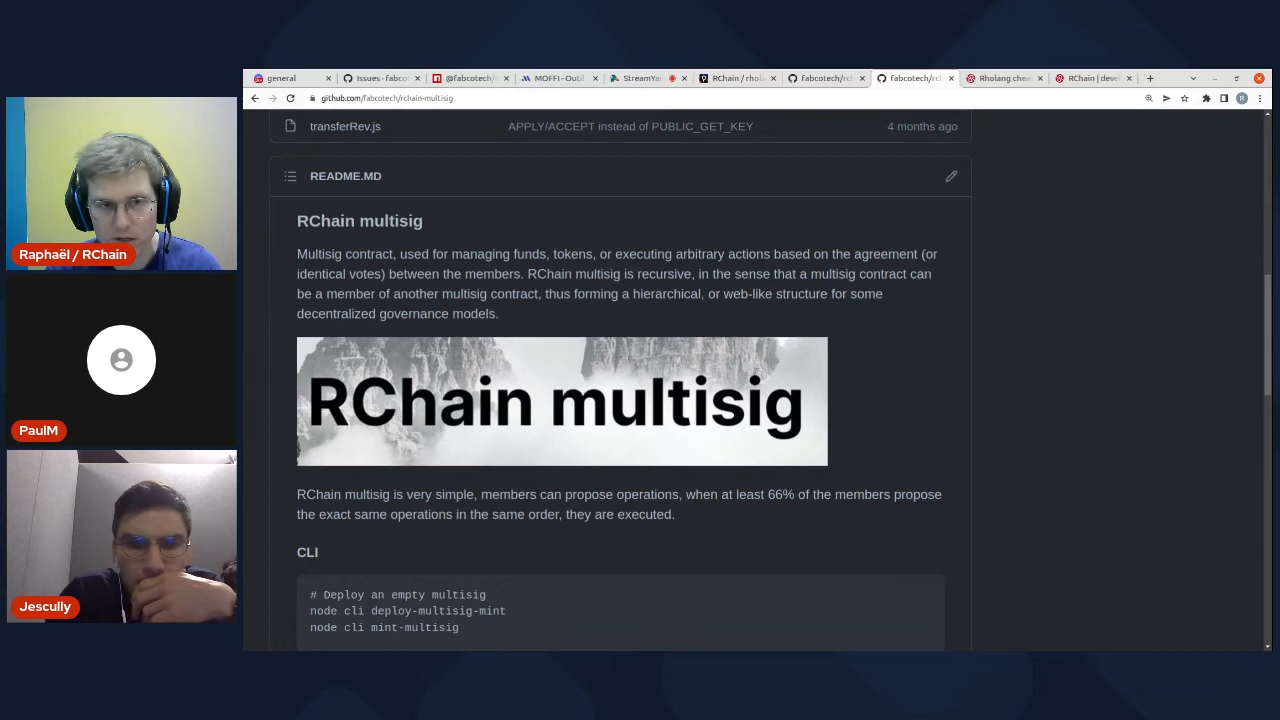 general
Issues · fabcot
@fabcotech/
MOFFI - Outil
StreamYa
RChain / rhola
fabcotech/rch
fabcotech/rc
Rholang chea
RChain | devel
github.com/fabcotech/rchain-multisig
transferRev.js
APPLY/ACCEPT instead of PUBLIC_GET_KEY
4 months ago
README.MD
RChain multisig
Multisig contract, used for managing funds, tokens, or executing arbitrary actions based on the agreement (or
identical votes) between the members. RChain multisig is recursive, in the sense that a multisig contract can
be a member of another multisig contract, thus forming a hierarchical, or web-like structure for some
decentralized governance models.
RChain multisig
RChain multisig is very simple, members can propose operations, when at least 66% of the members propose
the exact same operations in the same order, they are executed.
CLI
# Deploy an empty multisig
node cli deploy-multisig-mint
node cli mint-multisig
Raphaël / RChain
PaulM
Jescully